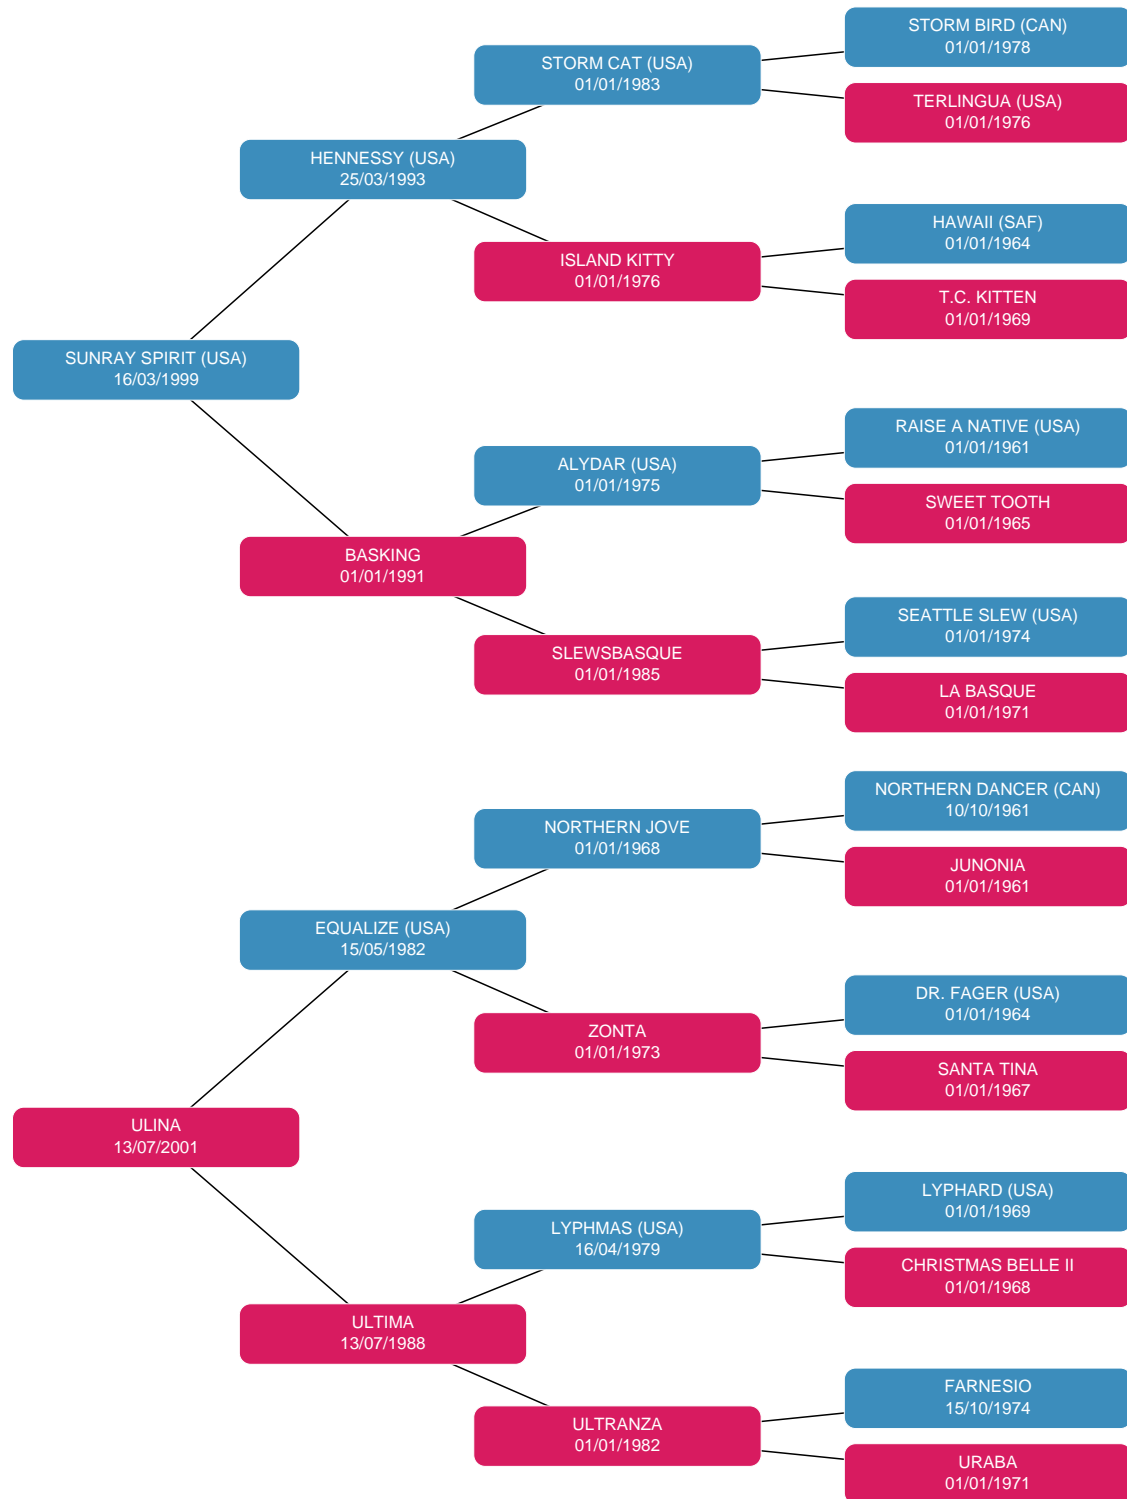 STORM BIRD (CAN)
01/01/1978
STORM CAT (USA)
01/01/1983
TERLINGUA (USA)
01/01/1976
HENNESSY (USA)
25/03/1993
HAWAII (SAF)
01/01/1964
ISLAND KITTY
01/01/1976
T.C. KITTEN
01/01/1969
SUNRAY SPIRIT (USA)
16/03/1999
RAISE A NATIVE (USA)
01/01/1961
ALYDAR (USA)
01/01/1975
SWEET TOOTH
01/01/1965
BASKING
01/01/1991
SEATTLE SLEW (USA)
01/01/1974
SLEWSBASQUE
01/01/1985
LA BASQUE
01/01/1971
NORTHERN DANCER (CAN)
10/10/1961
NORTHERN JOVE
01/01/1968
JUNONIA
01/01/1961
EQUALIZE (USA)
15/05/1982
DR. FAGER (USA)
01/01/1964
ZONTA
01/01/1973
SANTA TINA
01/01/1967
ULINA
13/07/2001
LYPHARD (USA)
01/01/1969
LYPHMAS (USA)
16/04/1979
CHRISTMAS BELLE II
01/01/1968
ULTIMA
13/07/1988
FARNESIO
15/10/1974
ULTRANZA
01/01/1982
URABA
01/01/1971